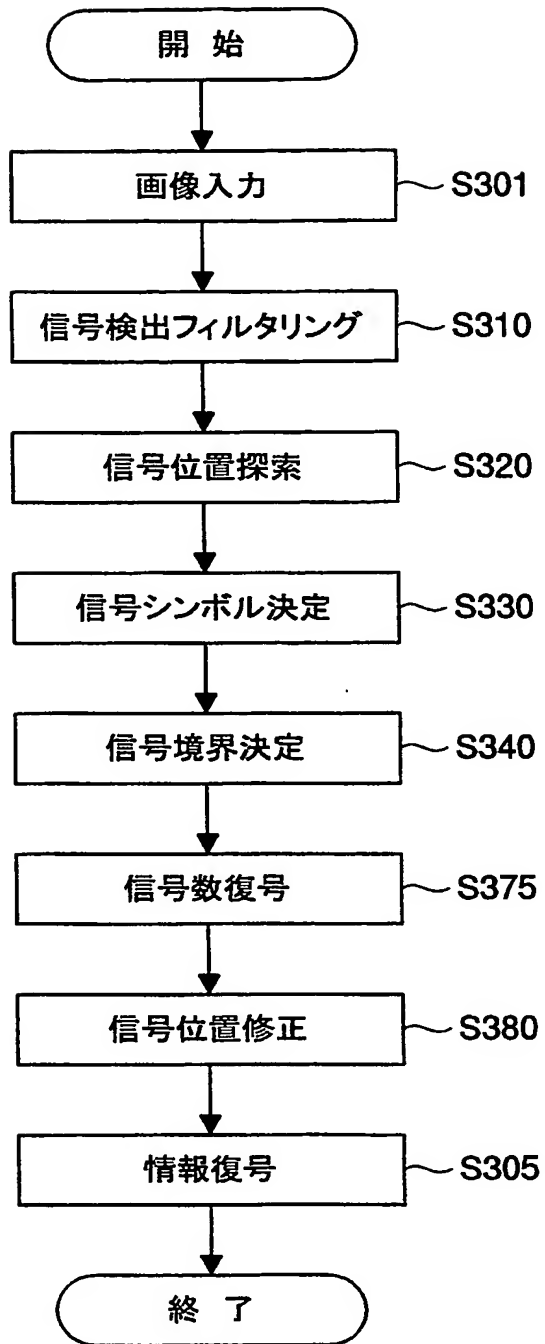 開 始
画像入力 S301
信号検出フィルタリング S310
信号位置探索 S320
信号シンボル決定 S330
信号境界決定 S340
信号数復号 S375
信号位置修正 S380
情報復号 S305
終 了